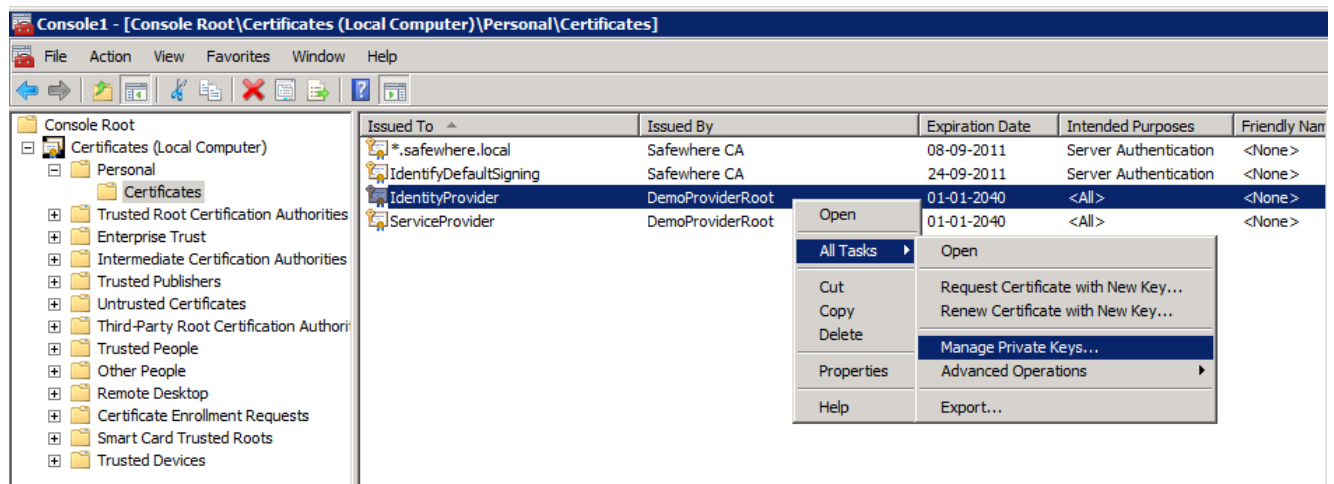 Console1 - [Console Root\Certificates (Local Computer)\Personal\Certificates]
File Action View Favorites Window Help
Console Root
Certificates (Local Computer)
Personal
Certificates
Trusted Root Certification Authorities
Enterprise Trust
Intermediate Certification Authorities
Trusted Publishers
Untrusted Certificates
Third-Party Root Certification Authori
Trusted People
Other People
Remote Desktop
Certificate Enrollment Requests
Smart Card Trusted Roots
Trusted Devices
Issued To Issued By Expiration Date Intended Purposes Friendly Nam
*.safewhere.local Safewhere CA 08-09-2011 Server Authentication <None>
IdentifyDefaultSigning Safewhere CA 24-09-2011 Server Authentication <None>
IdentityProvider DemoProviderRoot 01-01-2040 <All> <None>
ServiceProvider DemoProviderRoot 01-01-2040 <All> <None>
Open
All Tasks
Cut
Copy
Delete
Properties
Help
Open
Request Certificate with New Key...
Renew Certificate with New Key...
Manage Private Keys...
Advanced Operations
Export...